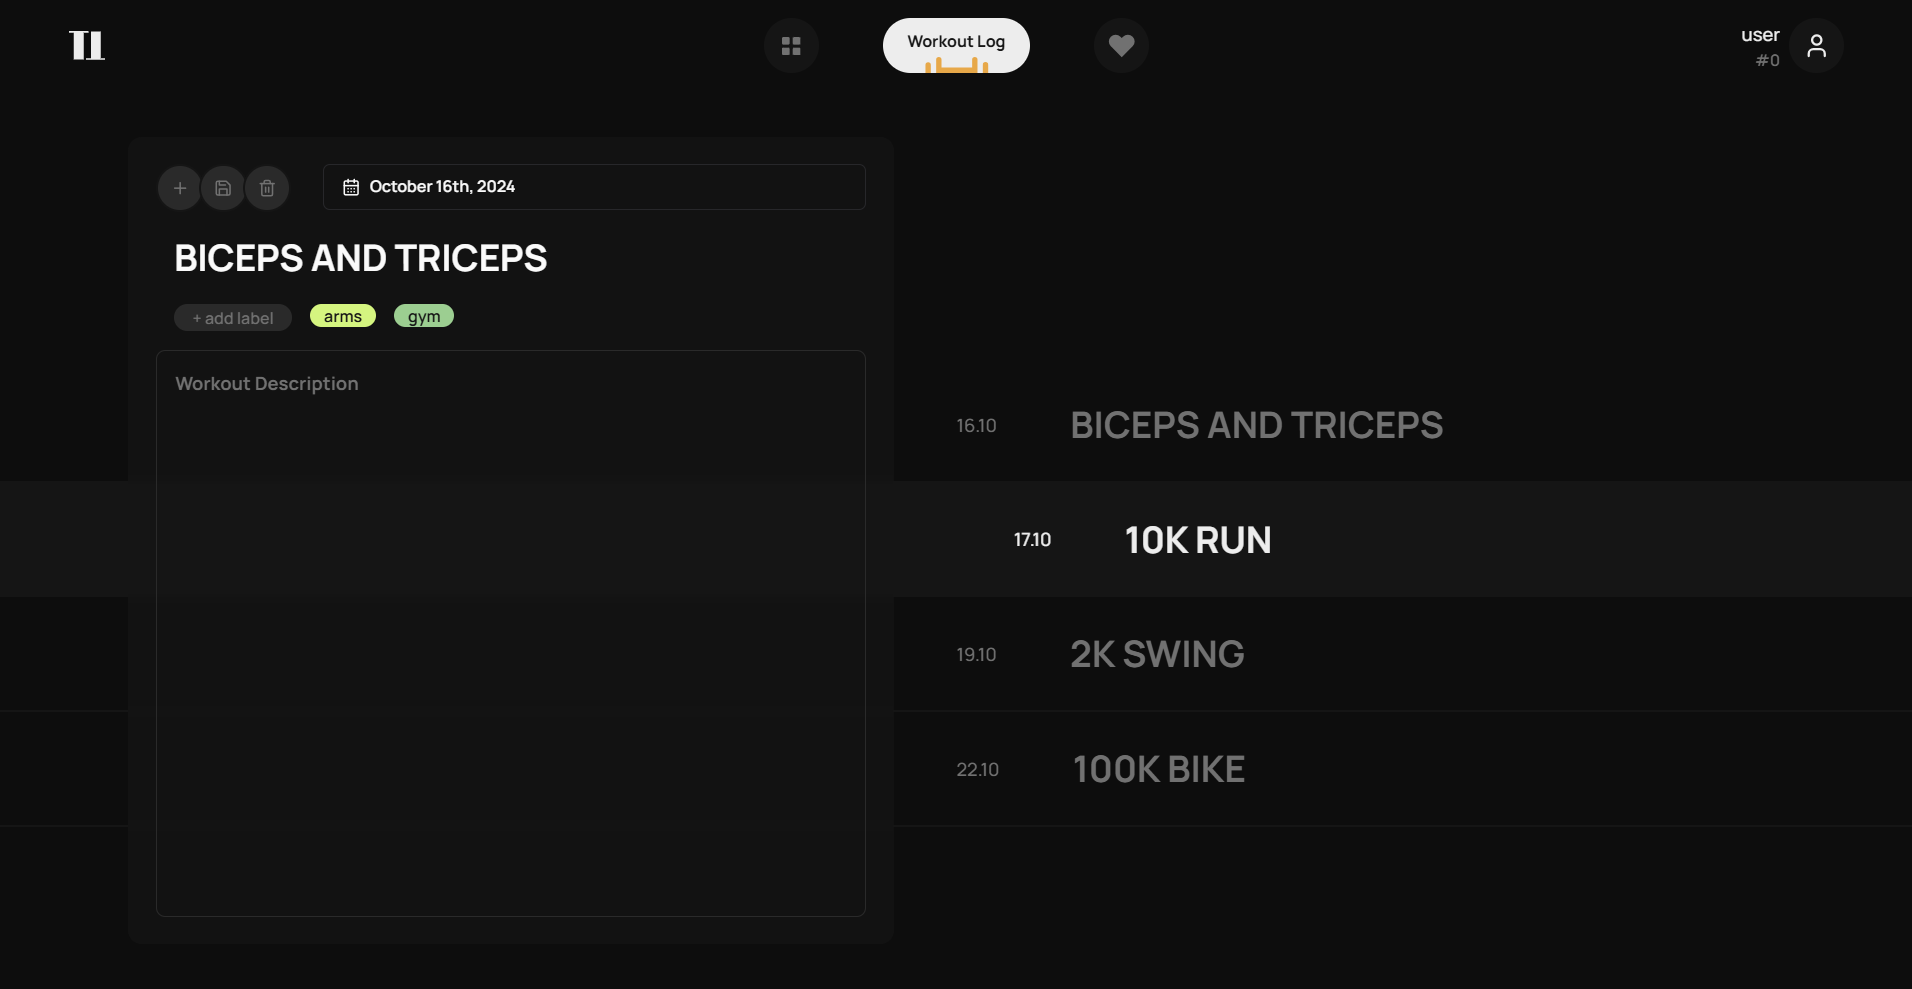 Workout Log
user
#0
October 16th, 2024
BICEPS AND TRICEPS
+ add label
arms
gym
Workout Description
16.10
BICEPS AND TRICEPS
17.10
10K RUN
19.10
2K SWING
22.10
100K BIKE